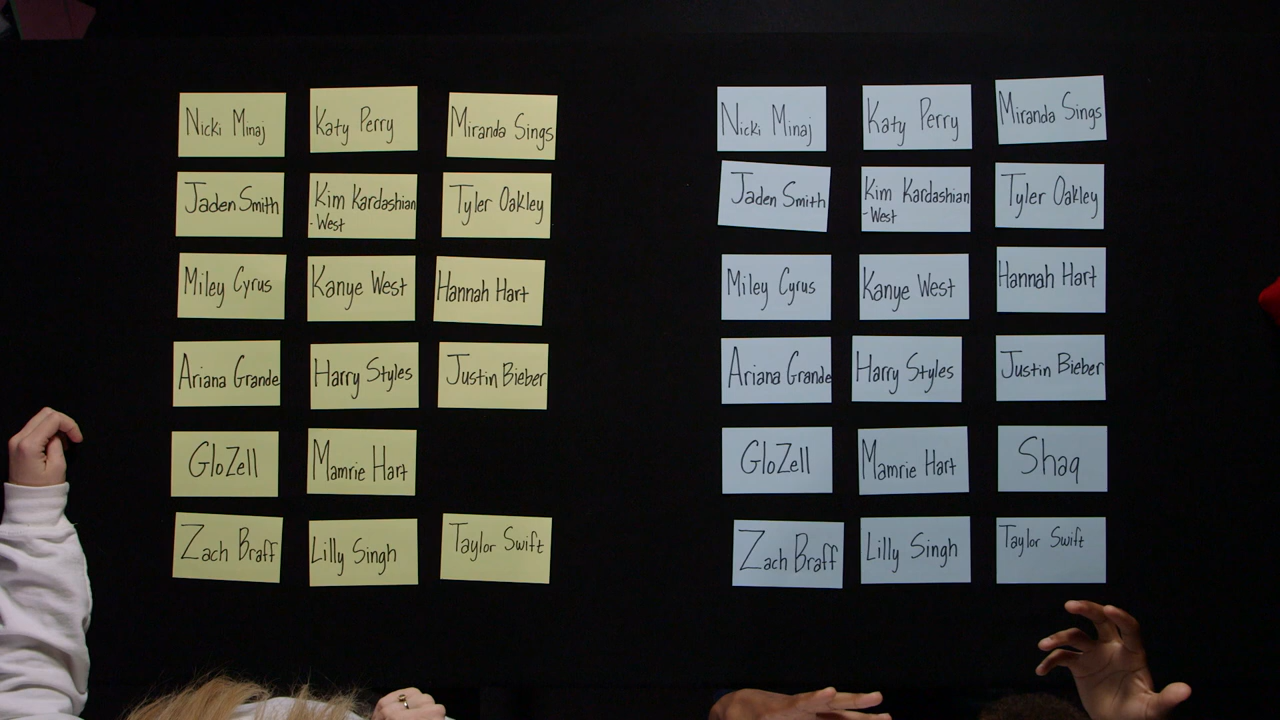 Nicki Minaj
Katy Perry
Miranda Sings
Jaden Smith
Kim Kardashian
-West
Tyler Oakley
Miley Cyrus
Kanye West
Hannah Hart
Ariana Grande
Harry Styles
Justin Bieber
GloZell
Mamrie Hart
Zach Braff
Lilly Singh
Taylor Swift
Nicki Minaj
Katy Perry
Miranda Sings
Jaden Smith
Kim Kardashian
-West
Tyler Oakley
Miley Cyrus
Kanye West
Hannah Hart
Ariana Grande
Harry Styles
Justin Bieber
GloZell
Mamrie Hart
Shaq
Zach Braff
Lilly Singh
Taylor Swift